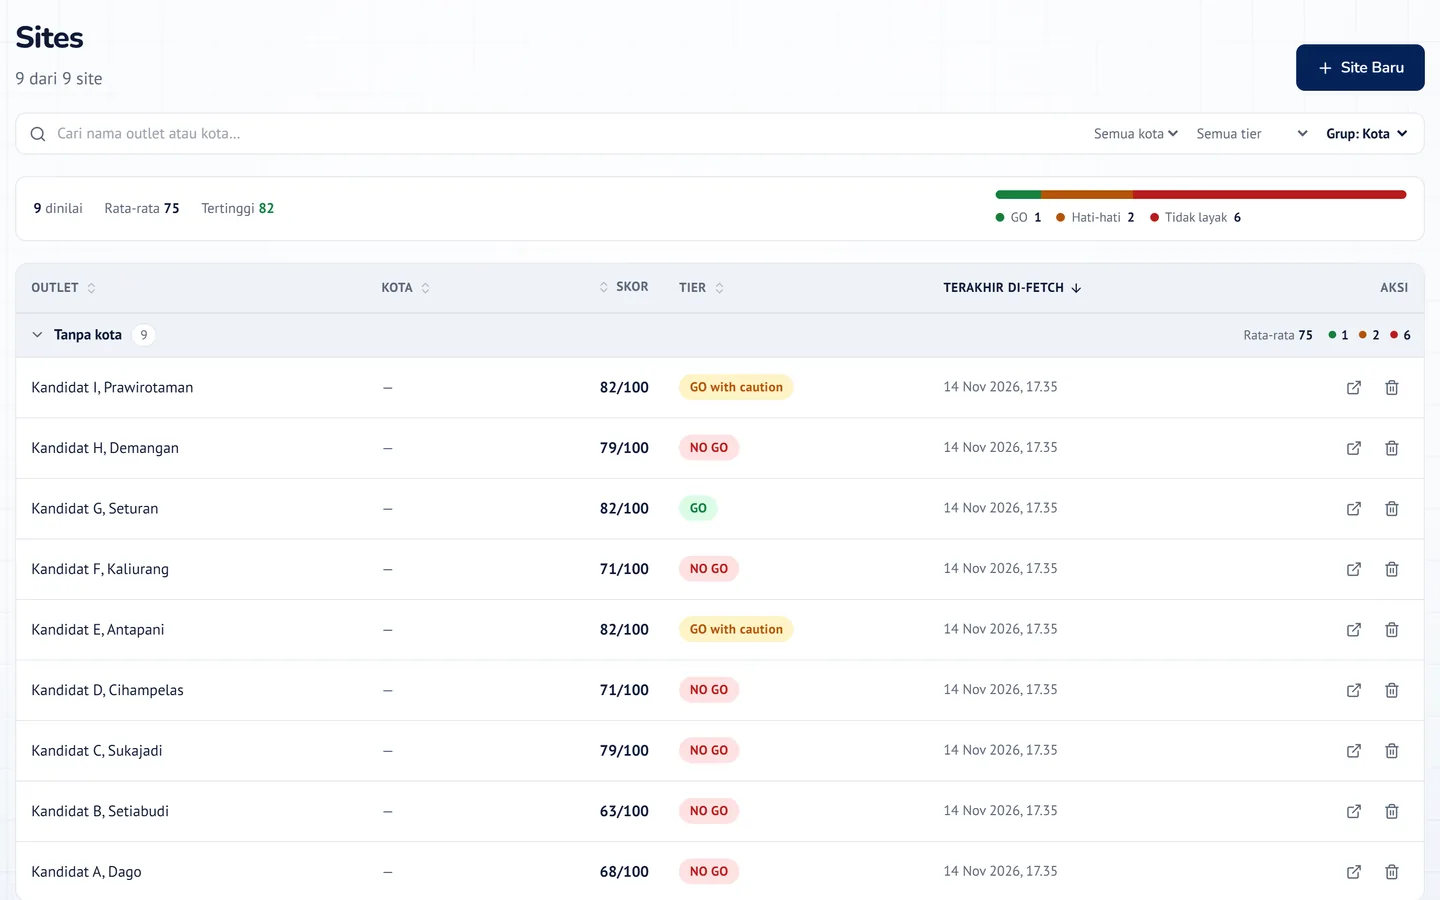 Sites
9 dari 9 site
+ Site Baru
Cari nama outlet atau kota...
Semua kota
Semua tier
Grup: Kota
9 dinilai Rata-rata 75 Tertinggi 82
GO 1 Hati-hati 2 Tidak layak 6
OUTLET KOTA SKOR TIER TERAKHIR DI-FETCH AKSI
Tanpa kota 9 Rata-rata 75 1 2 6
Kandidat I, Prawirotaman — 82/100 GO with caution 14 Nov 2026, 17.35
Kandidat H, Demangan — 79/100 NO GO 14 Nov 2026, 17.35
Kandidat G, Seturan — 82/100 GO 14 Nov 2026, 17.35
Kandidat F, Kaliurang — 71/100 NO GO 14 Nov 2026, 17.35
Kandidat E, Antapani — 82/100 GO with caution 14 Nov 2026, 17.35
Kandidat D, Cihampelas — 71/100 NO GO 14 Nov 2026, 17.35
Kandidat C, Sukajadi — 79/100 NO GO 14 Nov 2026, 17.35
Kandidat B, Setiabudi — 63/100 NO GO 14 Nov 2026, 17.35
Kandidat A, Dago — 68/100 NO GO 14 Nov 2026, 17.35